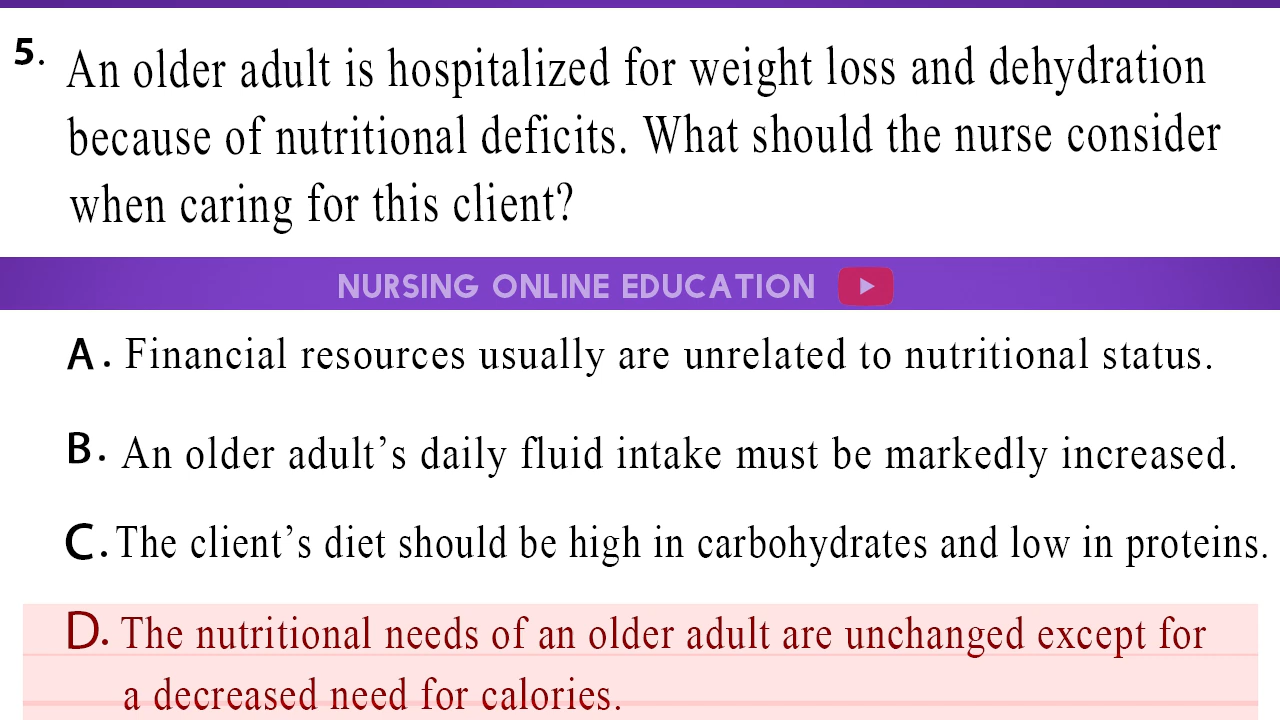 5. An older adult is hospitalized for weight loss and dehydration
because of nutritional deficits. What should the nurse consider
when caring for this client?
NURSING ONLINE EDUCATION
A. Financial resources usually are unrelated to nutritional status.
B. An older adult’s daily fluid intake must be markedly increased.
C. The client’s diet should be high in carbohydrates and low in proteins.
D. The nutritional needs of an older adult are unchanged except for
a decreased need for calories.